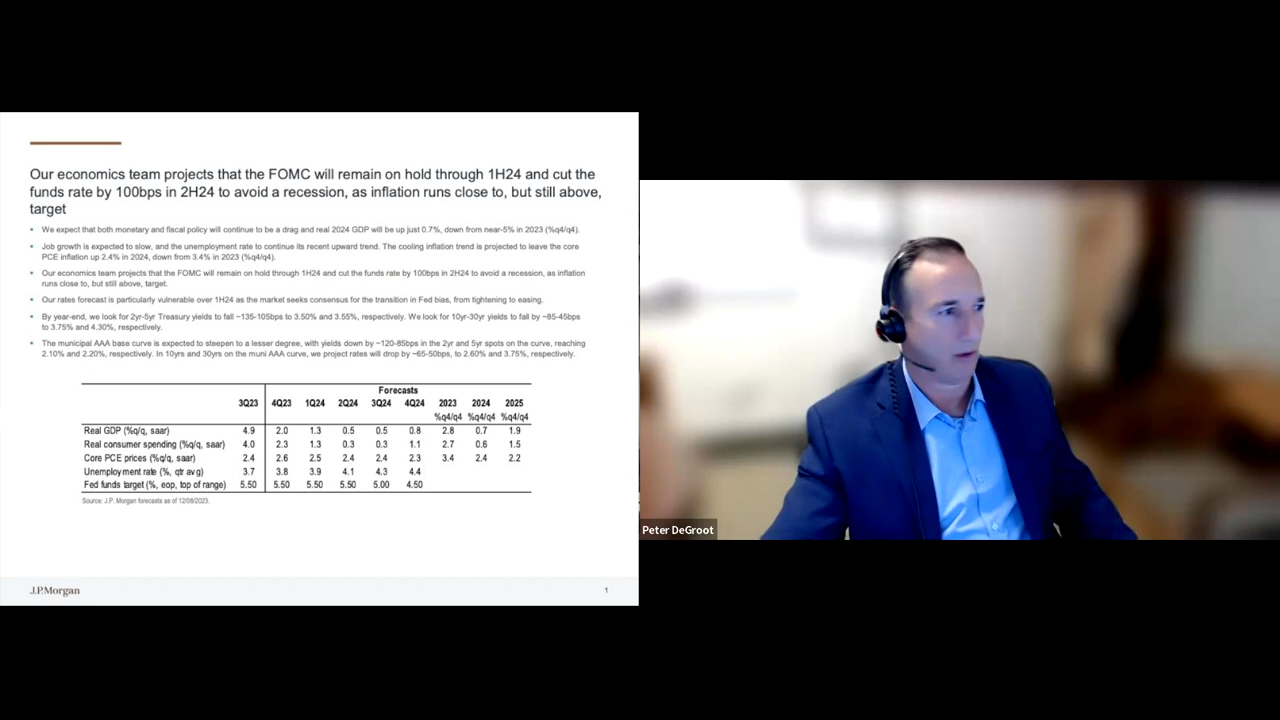 Our economics team projects that the FOMC will remain on hold through 1H24 and cut the
funds rate by 100bps in 2H24 to avoid a recession, as inflation runs close to, but still above,
target
• We expect that both monetary and fiscal policy will continue to be a drag and real 2024 GDP will be up just 0.7%, down from near-5% in 2023 (%q4/q4).
• Job growth is expected to slow, and the unemployment rate to continue its recent upward trend. The cooling inflation trend is projected to leave the core
PCE inflation up 2.4% in 2024, down from 3.4% in 2023 (%q4/q4).
• Our economics team projects that the FOMC will remain on hold through 1H24 and cut the funds rate by 100bps in 2H24 to avoid a recession, as inflation
runs close to, but still above, target.
• Our rates forecast is particularly vulnerable over 1H24 as the market seeks consensus for the transition in Fed bias, from tightening to easing.
• By year-end, we look for 2yr-5yr Treasury yields to fall ~135-105bps to 3.50% and 3.55%, respectively. We look for 10yr-30yr yields to fall by ~85-45bps
to 3.75% and 4.30%, respectively.
• The municipal AAA base curve is expected to steepen to a lesser degree, with yields down by ~120-85bps in the 2yr and 5yr spots on the curve, reaching
2.10% and 2.20%, respectively. In 10yrs and 30yrs on the muni AAA curve, we project rates will drop by ~65-50bps, to 2.60% and 3.75%, respectively.
Forecasts
3Q23 4Q23 1Q24 2Q24 3Q24 4Q24 2023 2024 2025
%q4/q4 %q4/q4 %q4/q4
Real GDP (%q/q, saar) 4.9 2.0 1.3 0.5 0.5 0.8 2.8 0.7 1.9
Real consumer spending (%q/q, saar) 4.0 2.3 1.3 0.3 0.3 1.1 2.7 0.6 1.5
Core PCE prices (%q/q, saar) 2.4 2.6 2.5 2.4 2.4 2.3 3.4 2.4 2.2
Unemployment rate (%, qtr avg) 3.7 3.8 3.9 4.1 4.3 4.4
Fed funds target (%, eop, top of range) 5.50 5.50 5.50 5.50 5.00 4.50
Source: J.P. Morgan forecasts as of 12/08/2023.
J.P.Morgan
1
Peter DeGroot